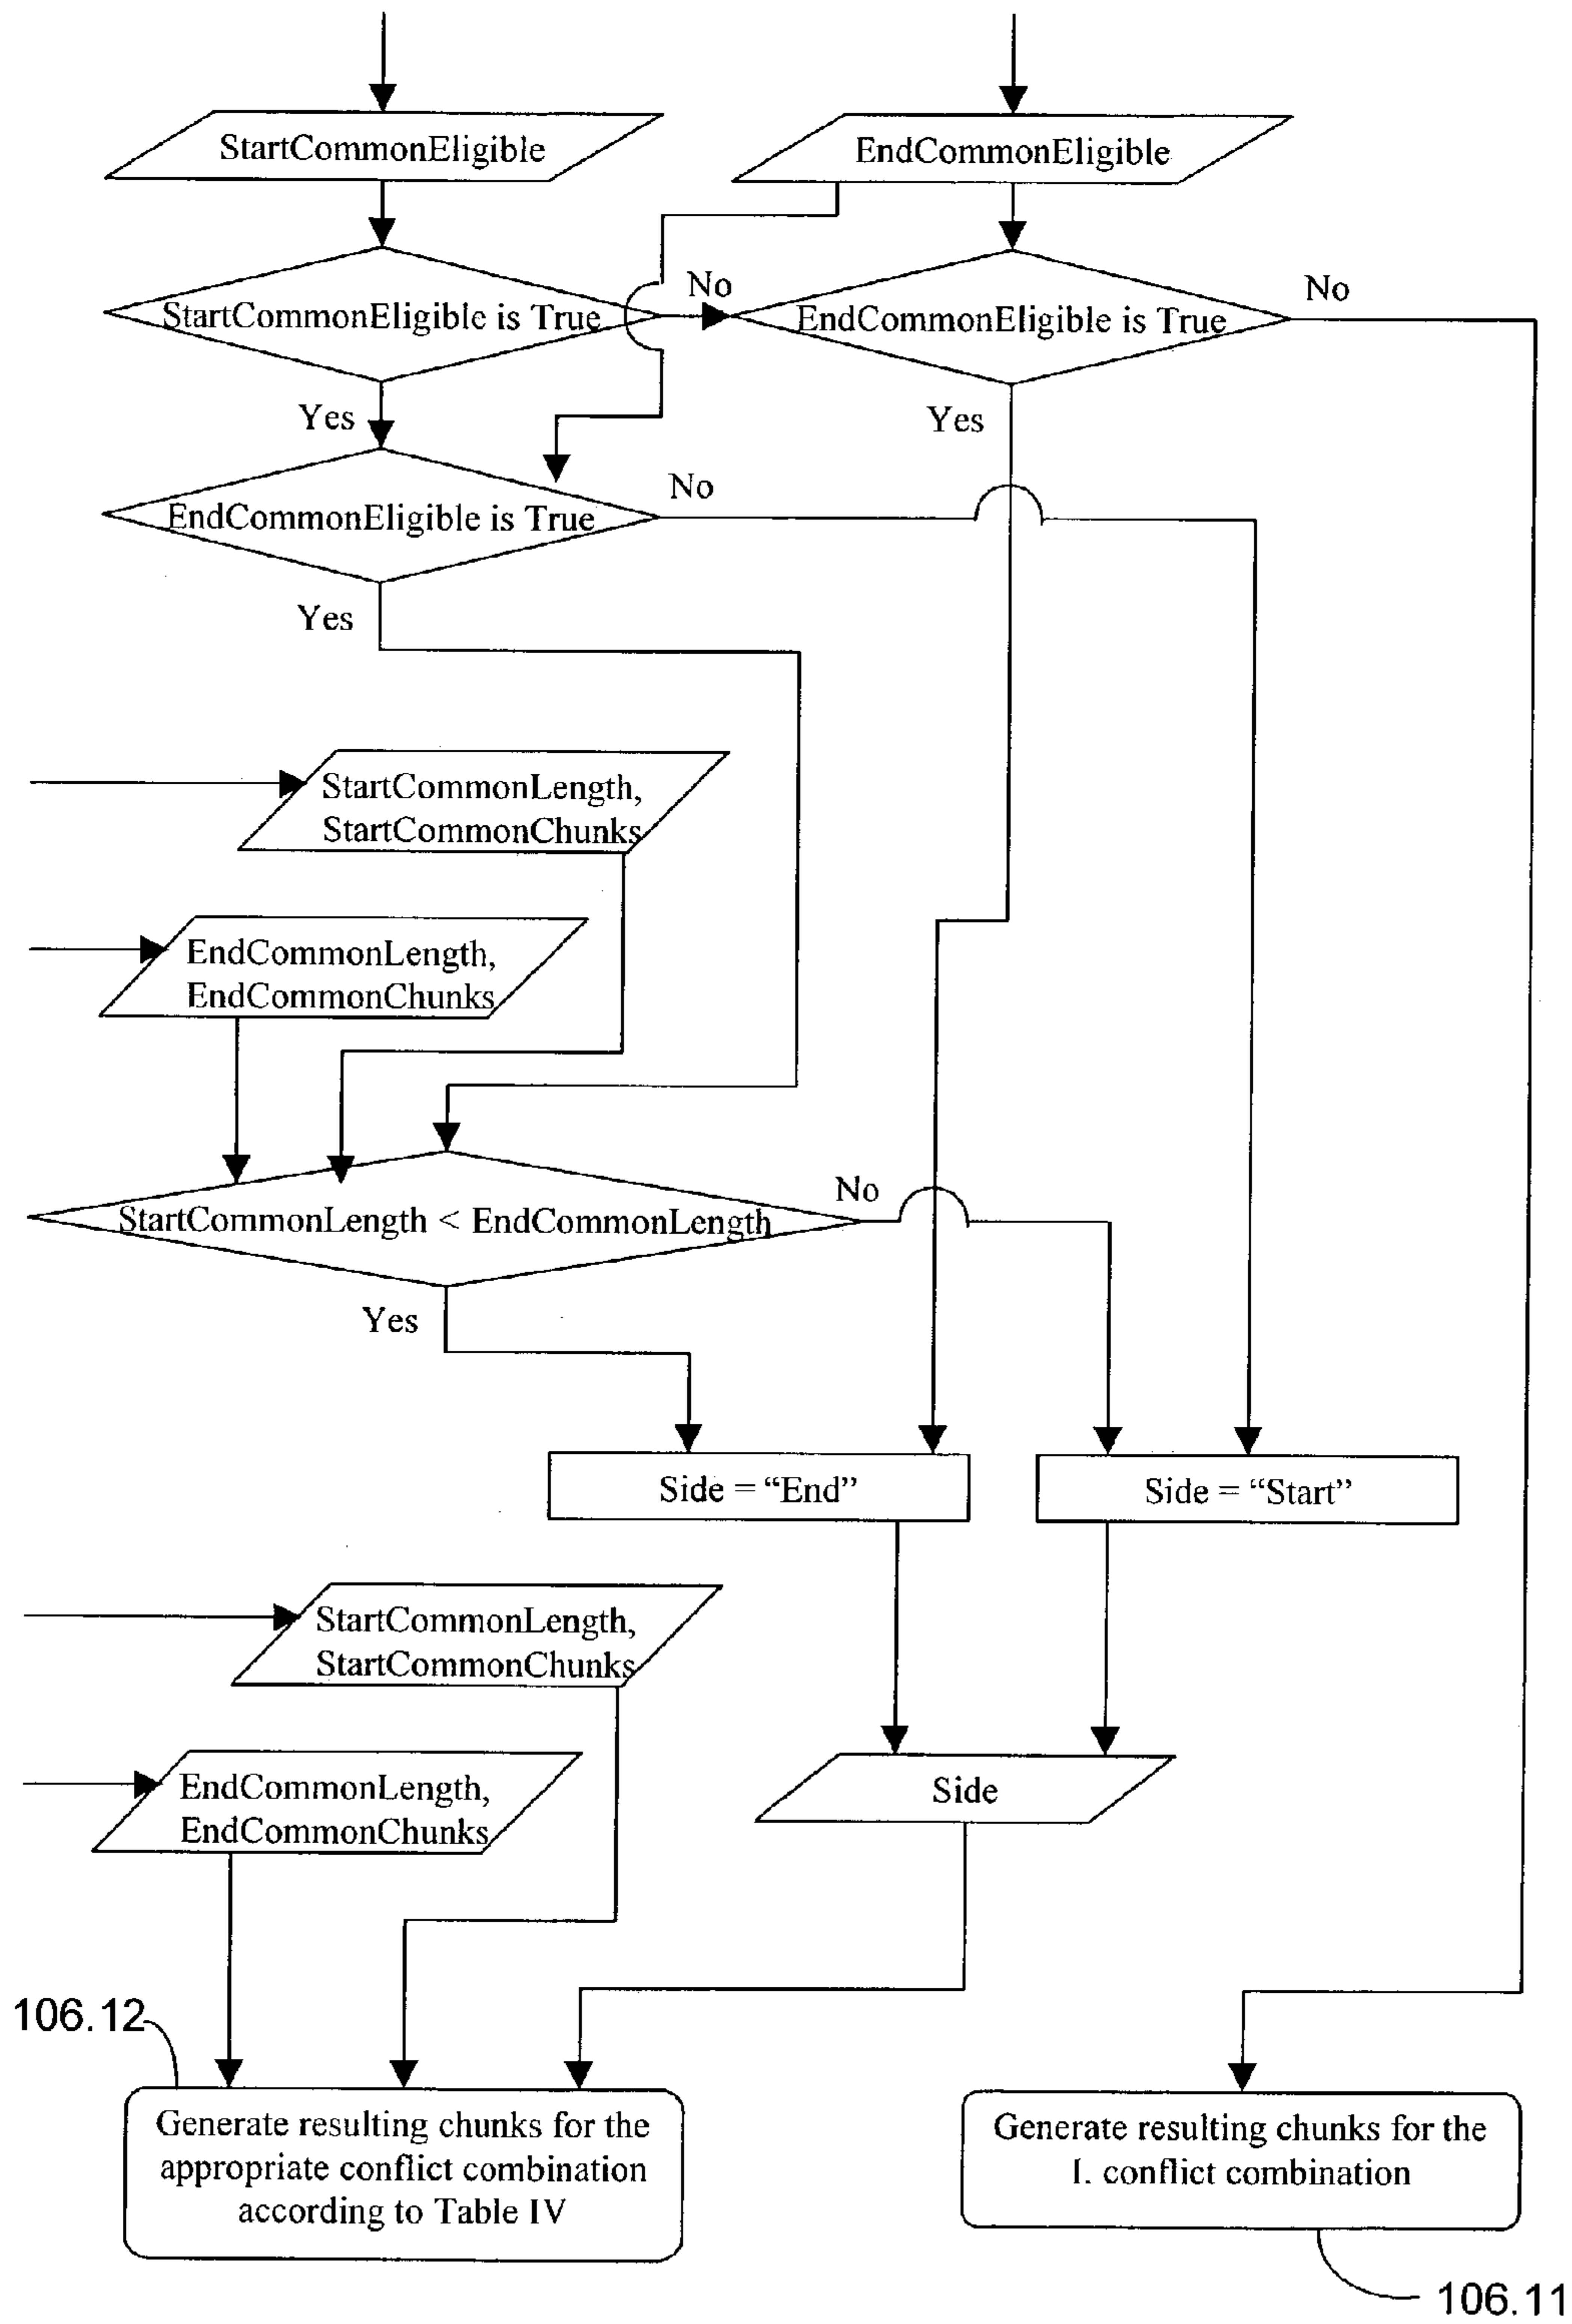 StartCommonEligible
EndCommonEligible
StartCommonEligible is True
No
EndCommonEligible is True
No
Yes
Yes
EndCommonEligible is True
No
Yes
StartCommonLength,
StartCommonChunks
EndCommonLength,
EndCommonChunks
StartCommonLength < EndCommonLength
No
Yes
Side = “End”
Side = “Start”
StartCommonLength,
StartCommonChunks
EndCommonLength,
EndCommonChunks
Side
106.12
Generate resulting chunks for the
appropriate conflict combination
according to Table IV
Generate resulting chunks for the
I. conflict combination
106.11